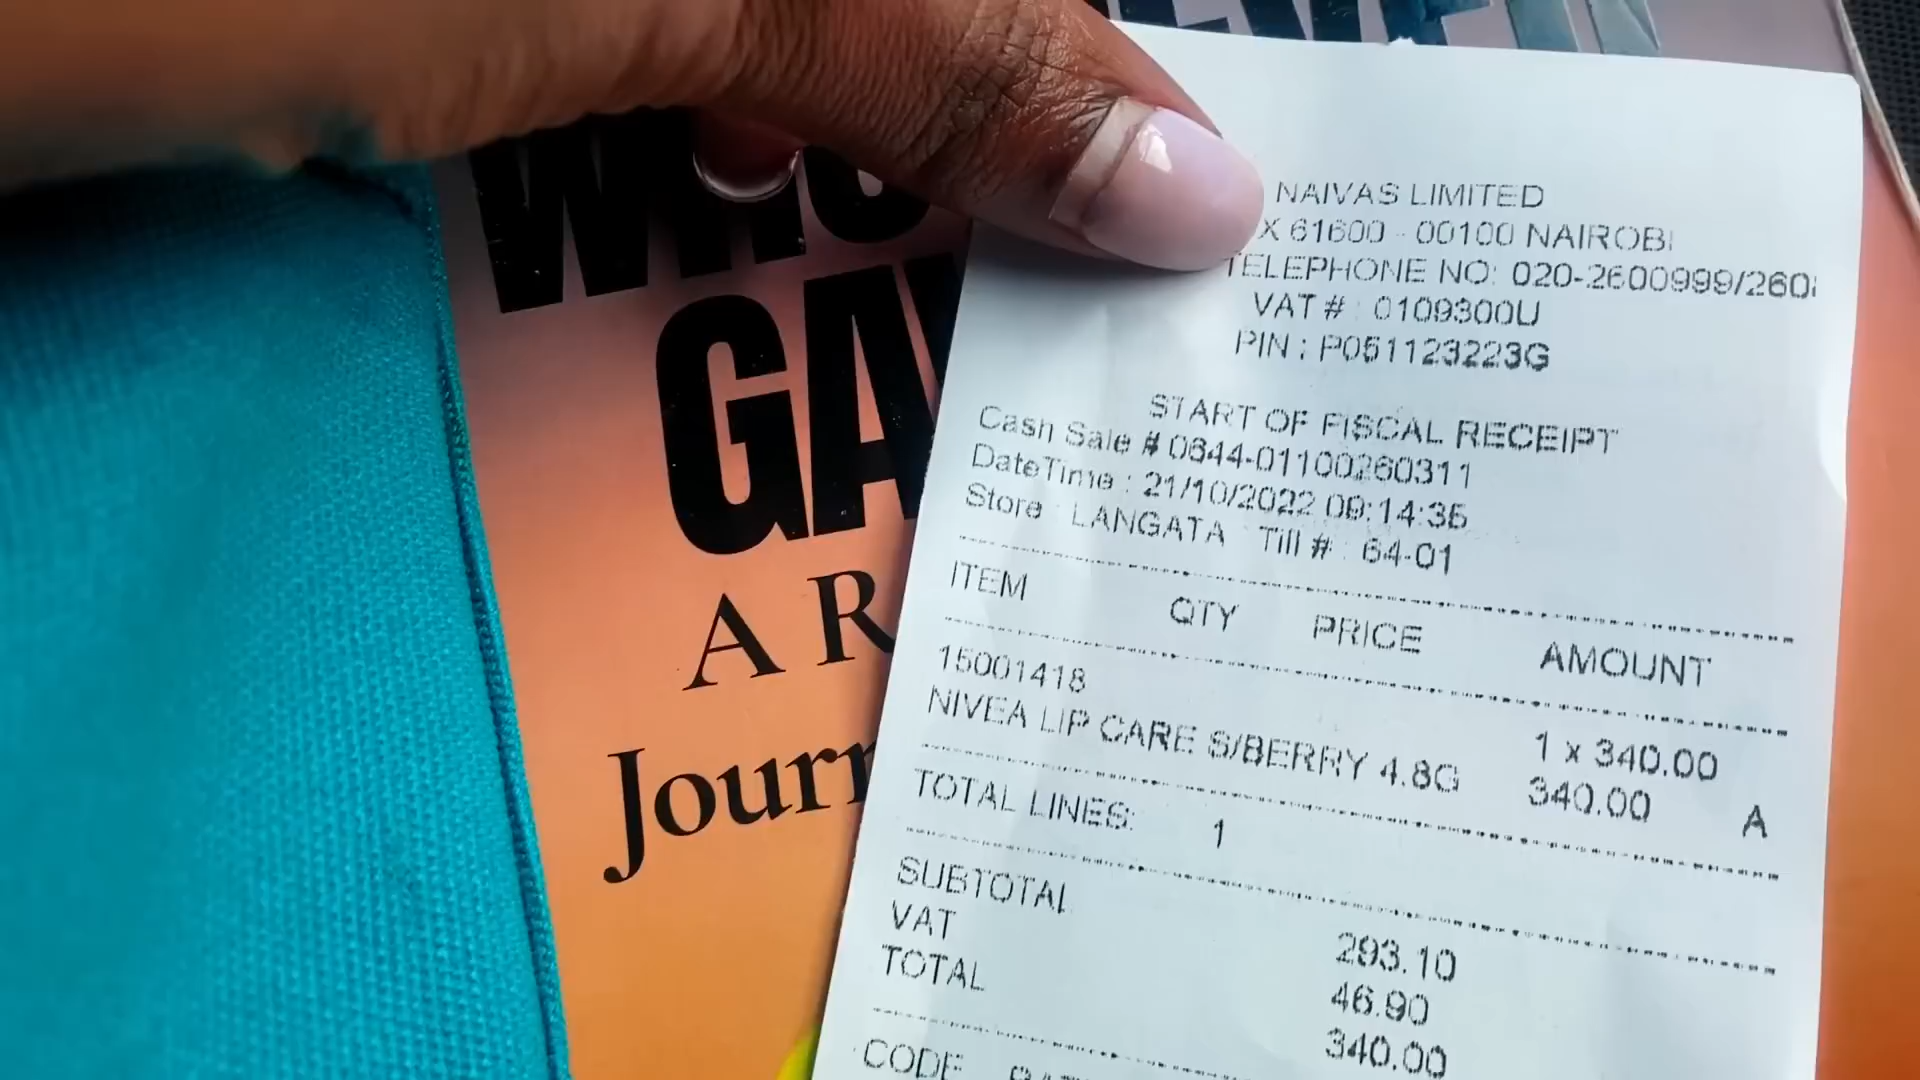 GA
A R
Journ
NAIVAS LIMITED
X 61600 - 00100 NAIROBI
TELEPHONE NO: 020-2600999/260
VAT # : 0109300U
PIN : P051123223G
START OF FISCAL RECEIPT
Cash Sale # 0644-01100260311
DateTime : 21/10/2022 09:14:35
Store : LANGATA Till # : 64-01
ITEM QTY PRICE AMOUNT
15001418 1 x 340.00
NIVEA LIP CARE S/BERRY 4.8G 340.00 A
TOTAL LINES: 1
SUBTOTAL 293.10
VAT 46.90
TOTAL 340.00
CODE